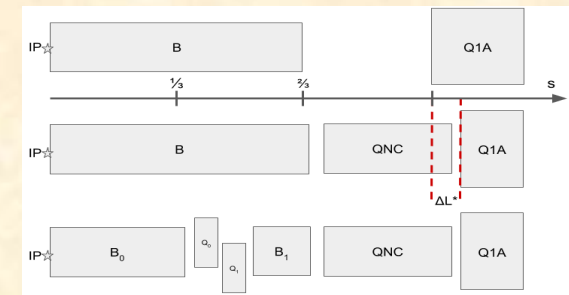 IP B Q1A
⅓ ⅔ s
IP B QNC Q1A
ΔL*
IP B₀ Q₀ Q₁ B₁ QNC Q1A